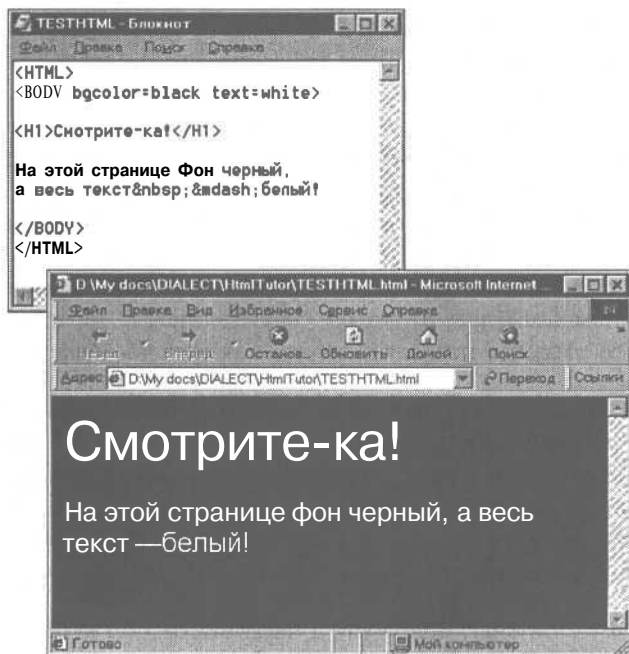 TESTHTML - Блокнот
Файл Правка Поиск Справка
<HTML>
<BODV bgcolor=black text=white>
<H1>Смотрите-ка!</H1>
На этой странице Фон черный,
а весь текст&nbsp;&mdash;белый!
</BODY>
</HTML>
D:\My docs\DIALECT\HtmlTutor\TESTHTML.html - Microsoft Internet ...
Файл Правка Вид Избранное Сервис Справка
Назад Вперед Останов... Обновить Домой Поиск
Адрес D:\My docs\DIALECT\HtmlTutor\TESTHTML.html Переход Ссылки
Смотрите-ка!
На этой странице фон черный, а весь
текст —белый!
Готово Мой компьютер